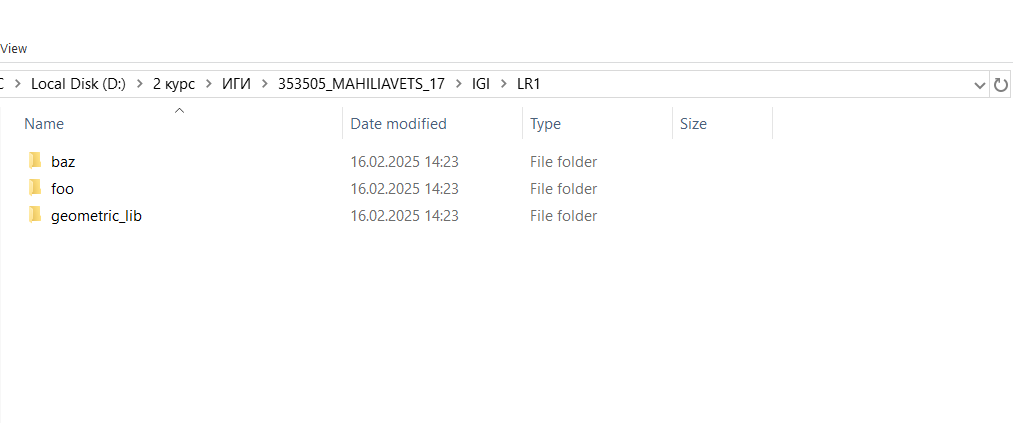 View
Local Disk (D:) > 2 курс > ИГИ > 353505_MAHILIAVETS_17 > IGI > LR1
Name Date modified Type Size
baz 16.02.2025 14:23 File folder
foo 16.02.2025 14:23 File folder
geometric_lib 16.02.2025 14:23 File folder